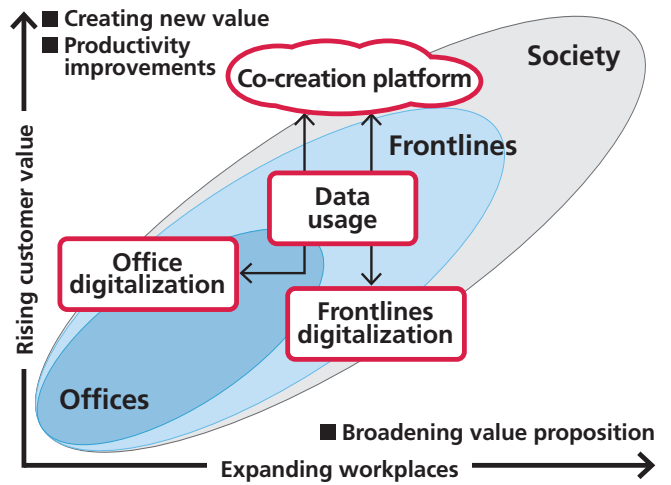 ■ Creating new value
■ Productivity
improvements
Co-creation platform
Society
Frontlines
Data
usage
Office
digitalization
Frontlines
digitalization
Offices
Rising customer value
■ Broadening value proposition
Expanding workplaces